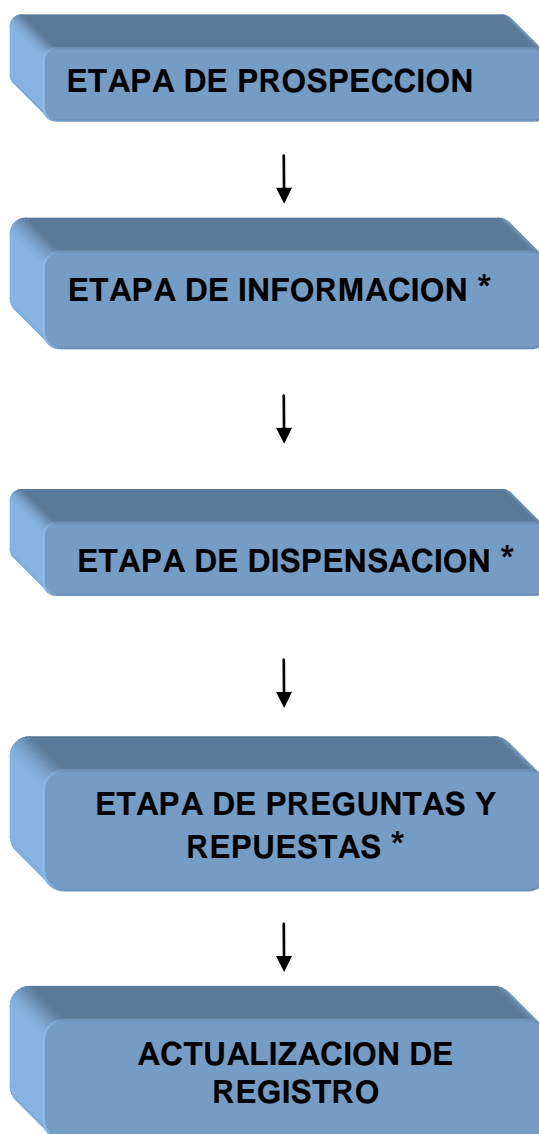 ETAPA DE PROSPECCION
ETAPA DE INFORMACION *
ETAPA DE DISPENSACION *
ETAPA DE PREGUNTAS Y
REPUESTAS *
ACTUALIZACION DE
REGISTRO